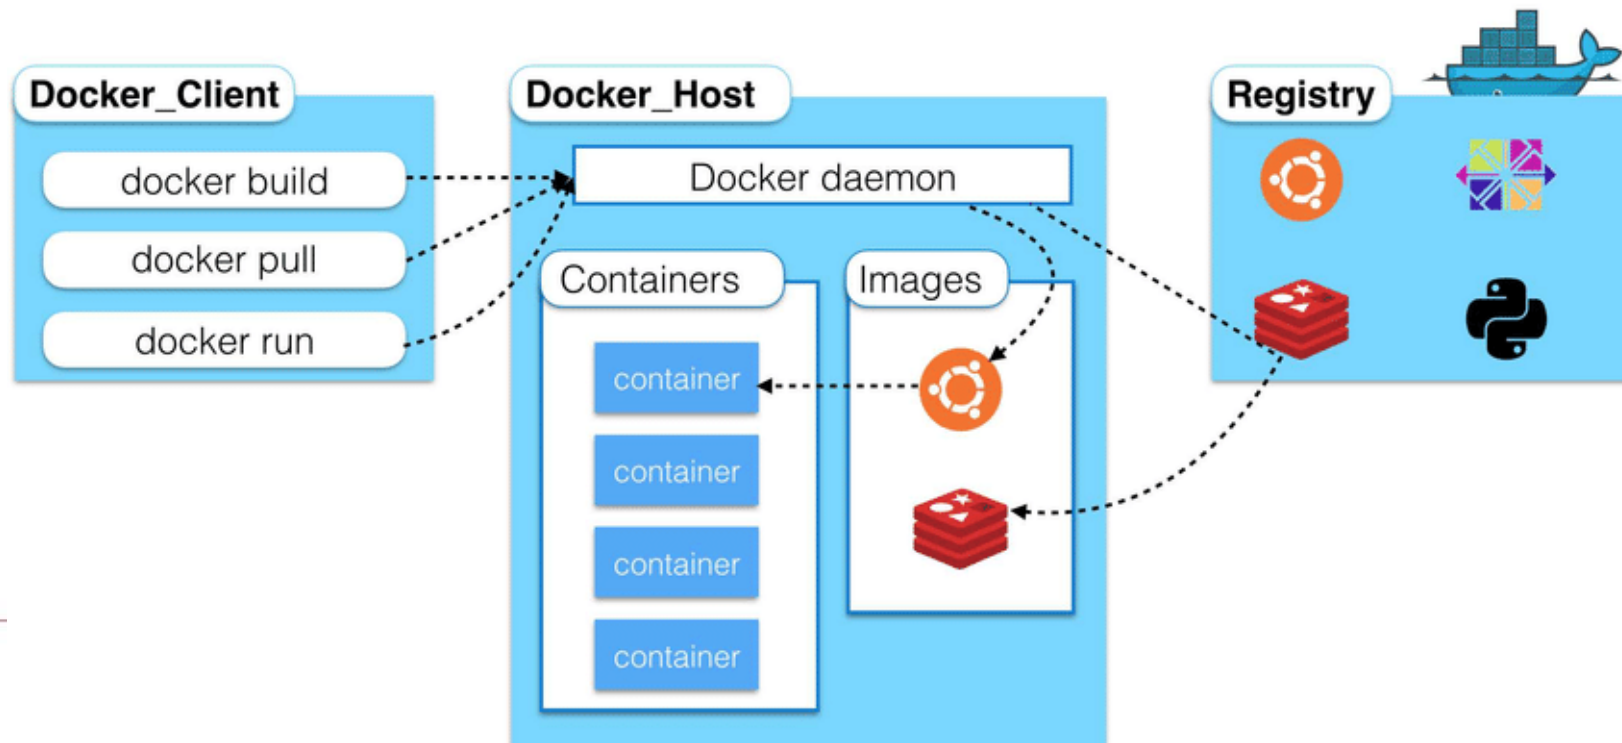 Docker_Client
docker build
docker pull
docker run
Docker_Host
Docker daemon
Containers
container
container
container
container
Images
Registry